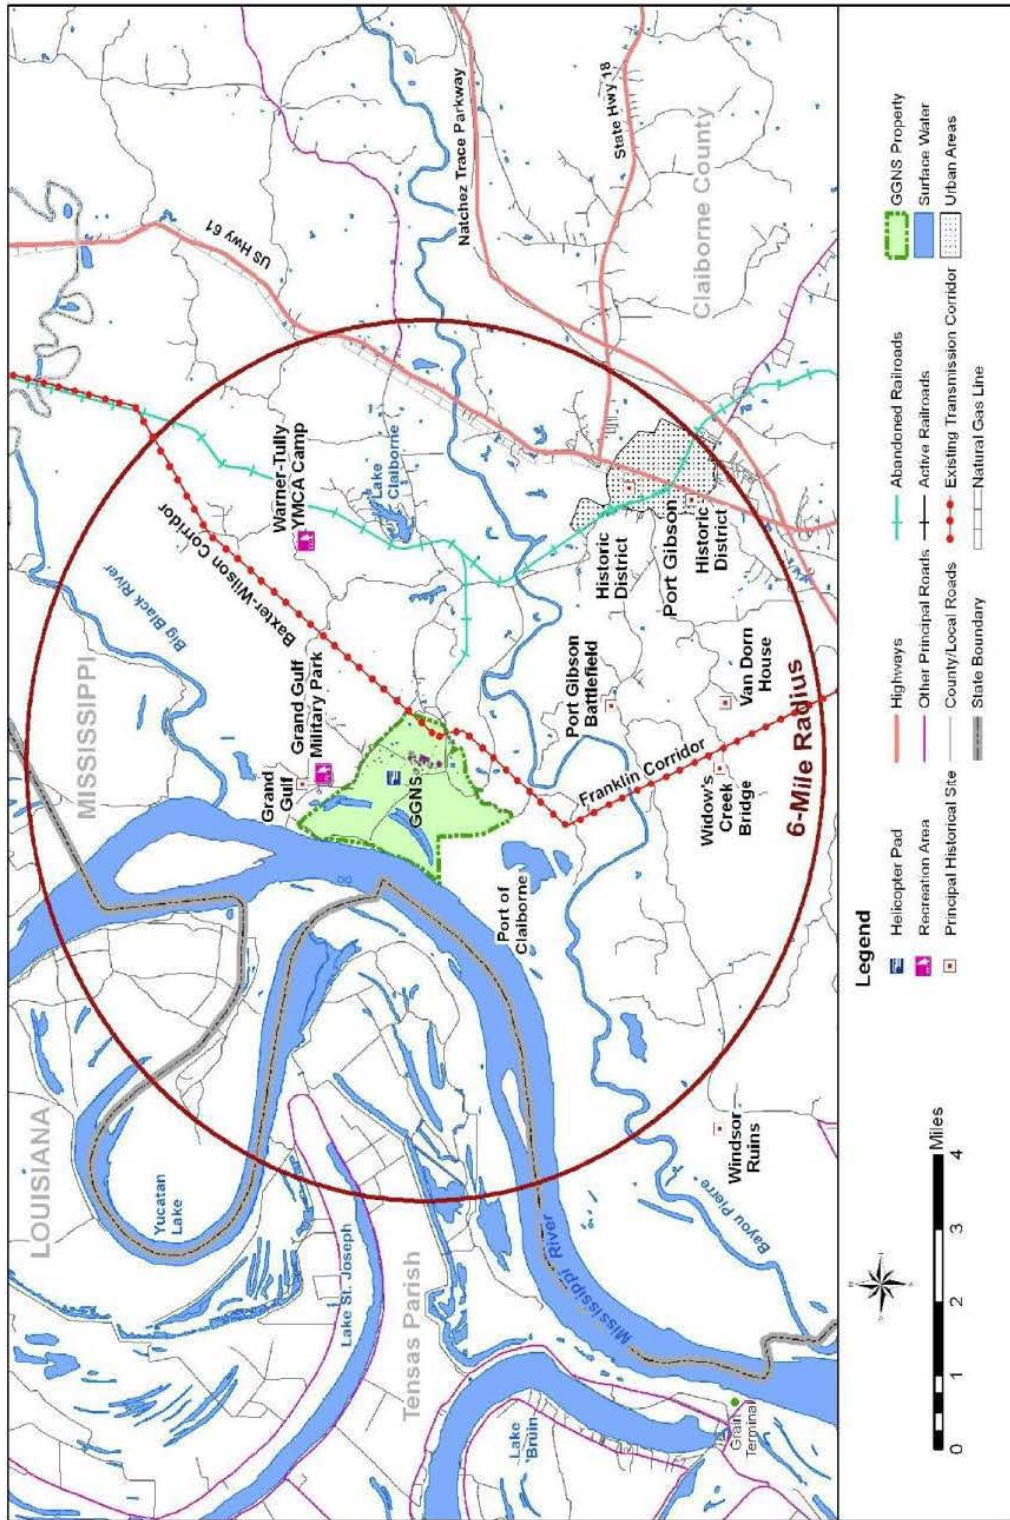 LOUISIANA
MISSISSIPPI
Big Black River
US Hwy 61
Yucatan
Lake
Baxter-Wilson Corridor
Warner-Tully
YMCA Camp
Grand
Gulf
Grand Gulf
Military Park
Lake St. Joseph
GGNS
Lake
Claiborne
Tensas Parish
Natchez Trace Parkway
Port of
Claiborne
Lake
Bruin
Mississippi
River
State Hwy 18
Port Gibson
Battlefield
Historic
District
Franklin Corridor
Port Gibson
Claiborne County
Historic
District
Widow's
Creek
Bridge
Van Dorn
House
Windsor
Ruins
Bayou Pierre
Grain
Terminal
6-Mile Radius
0 1 2 3 4 Miles
Legend
Helicopter Pad
Recreation Area
Principal Historical Site
Highways
Other Principal Roads
County/Local Roads
State Boundary
Abandoned Railroads
Active Railroads
Existing Transmission Corridor
Natural Gas Line
GGNS Property
Surface Water
Urban Areas